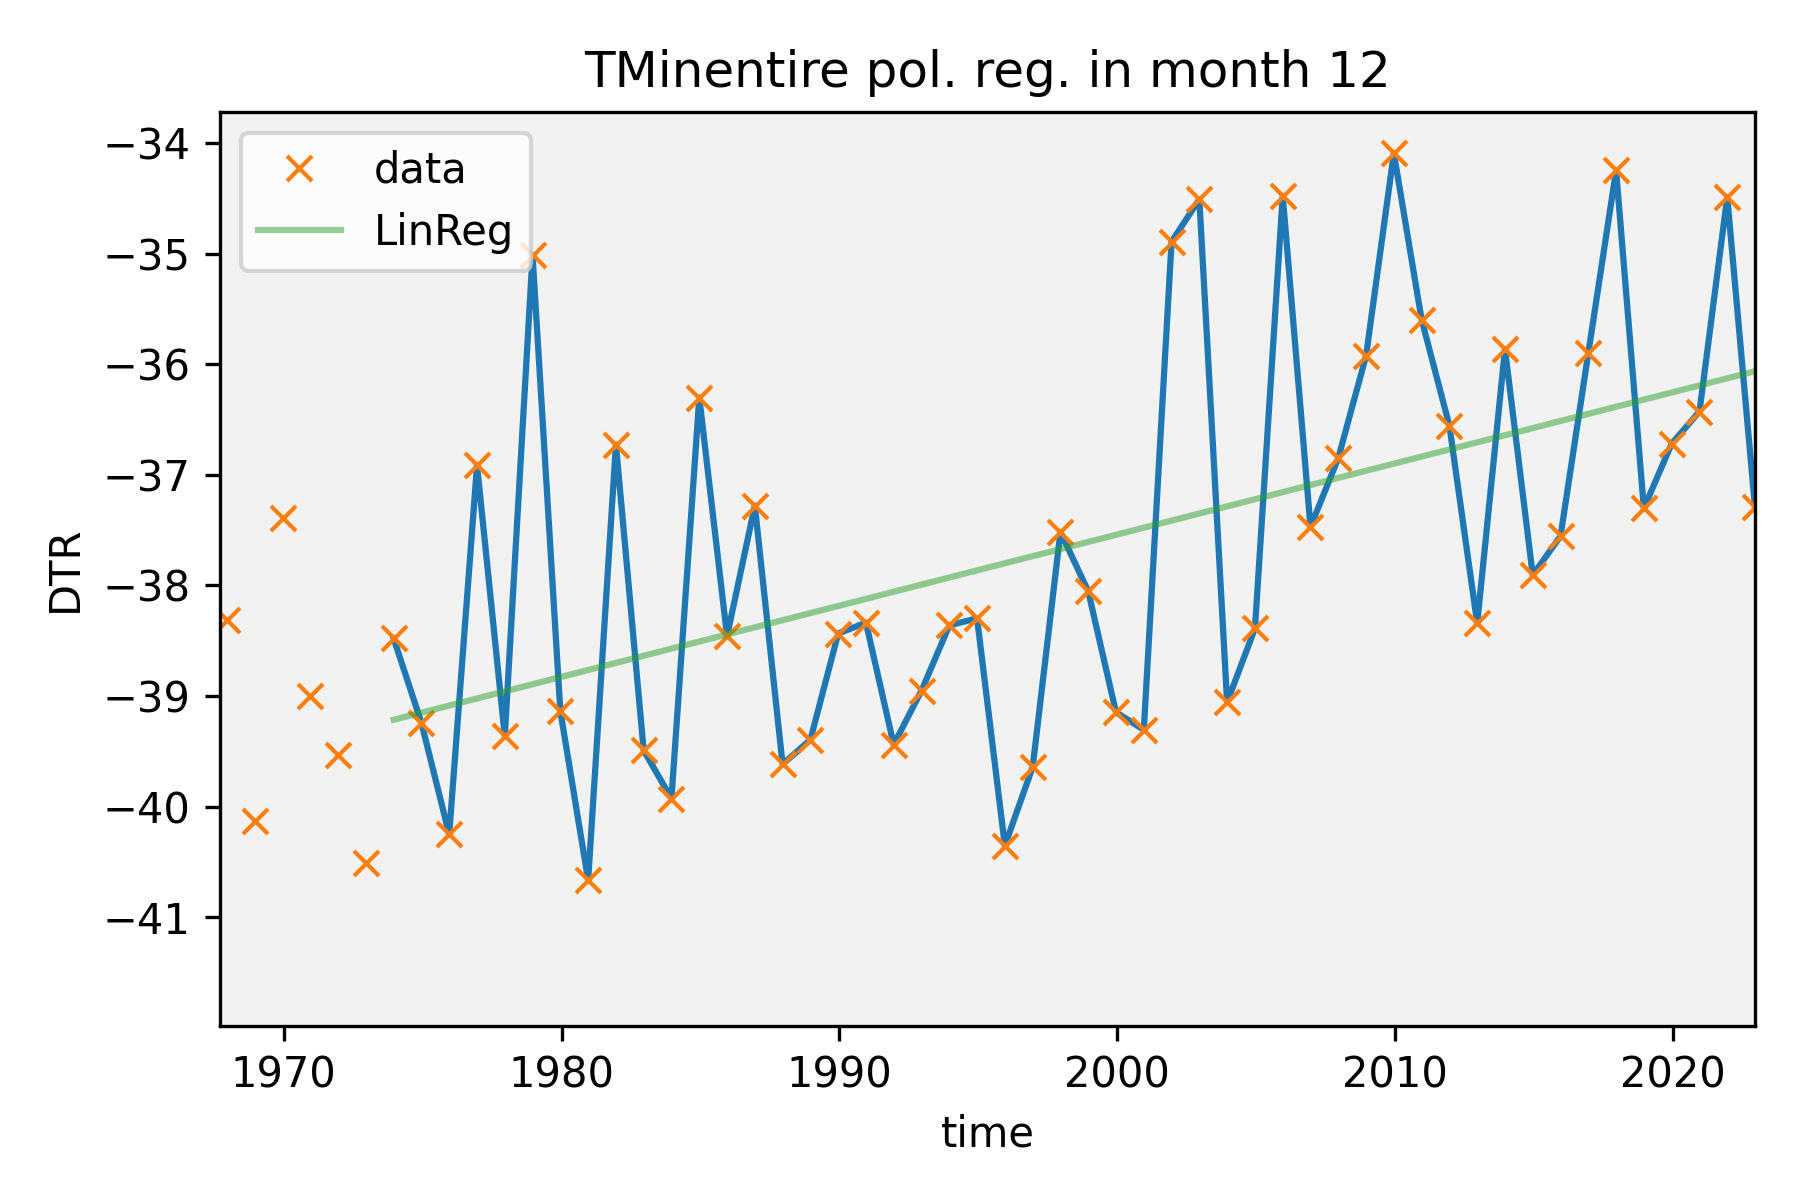 TMinentire pol. reg. in month 12
data
LinReg
−34
−35
−36
−37
−38
−39
−40
−41
DTR
1970 1980 1990 2000 2010 2020
time